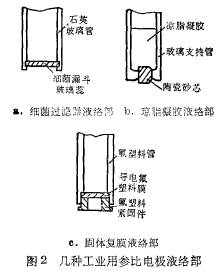 石英
玻璃管
细菌漏斗
玻璃瓷
琼脂凝胶
玻璃支持管
陶瓷砂芯
a. 细菌过滤器液络部
b. 琼脂凝胶液络部
氟塑料管
导电氟
塑料膜
氟塑料
紧固件
c. 固体复膜液络部
图2 几种工业用参比电极液络部